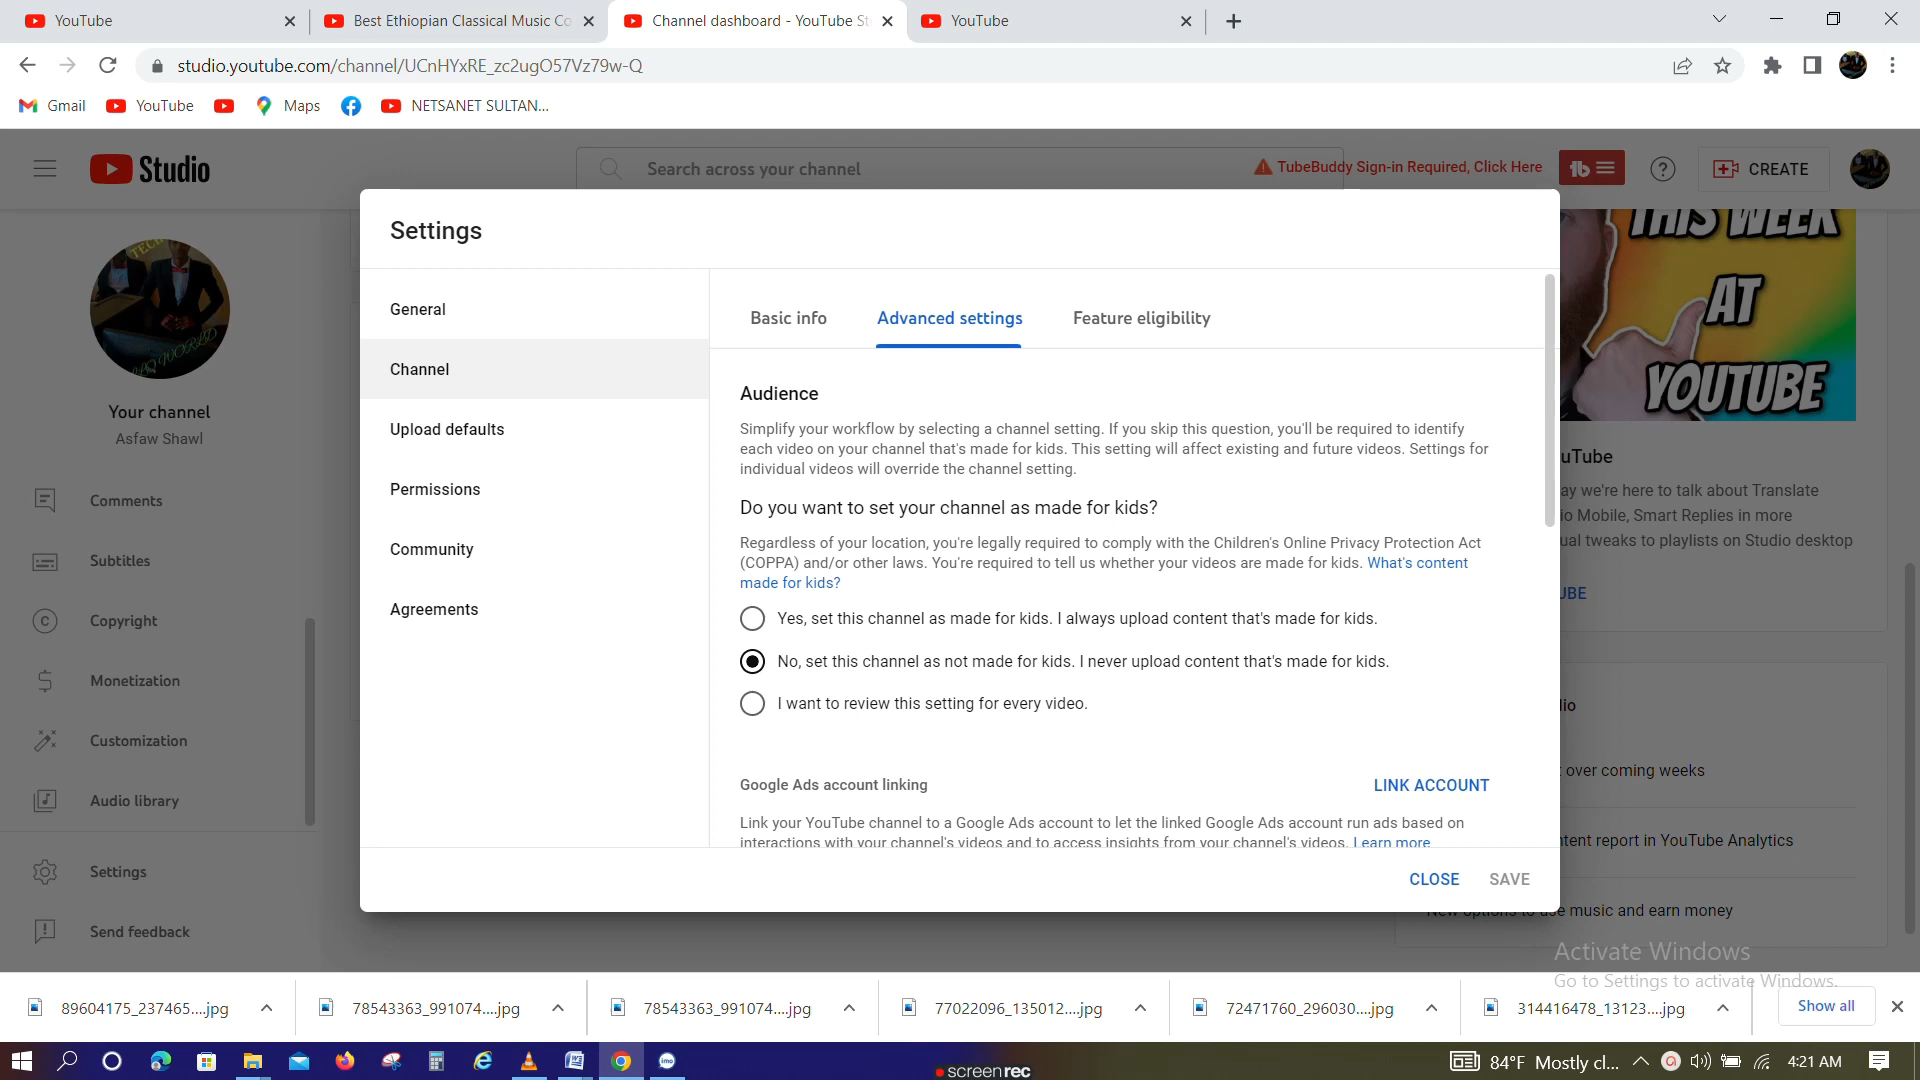 YouTube
Best Ethiopian Classical Music Co
Channel dashboard - YouTube St
YouTube
studio.youtube.com/channel/UCnHYxRE_zc2ugO57Vz79w-Q
Gmail
YouTube
Maps
NETSANET SULTAN...
Studio
Search across your channel
TubeBuddy Sign-in Required, Click Here
tb
CREATE
Settings
TECH
WORLD
Your channel
Asfaw Shawl
Comments
Subtitles
Copyright
Monetization
Customization
Audio library
Settings
Send feedback
General
Channel
Upload defaults
Permissions
Community
Agreements
Basic info
Advanced settings
Feature eligibility
Audience
Simplify your workflow by selecting a channel setting. If you skip this question, you'll be required to identify
each video on your channel that's made for kids. This setting will affect existing and future videos. Settings for
individual videos will override the channel setting.
Do you want to set your channel as made for kids?
Regardless of your location, you're legally required to comply with the Children's Online Privacy Protection Act
(COPPA) and/or other laws. You're required to tell us whether your videos are made for kids. What's content
made for kids?
Yes, set this channel as made for kids. I always upload content that's made for kids.
No, set this channel as not made for kids. I never upload content that's made for kids.
I want to review this setting for every video.
Google Ads account linking
LINK ACCOUNT
Link your YouTube channel to a Google Ads account to let the linked Google Ads account run ads based on
interactions with your channel's videos and to access insights from your channel's videos. Learn more
CLOSE
SAVE
THIS WEEK
AT
YOUTUBE
uTube
ay we're here to talk about Translate
io Mobile, Smart Replies in more
ual tweaks to playlists on Studio desktop
UBE
lio
over coming weeks
ntent report in YouTube Analytics
New options to use music and earn money
Activate Windows
Go to Settings to activate Windows.
89604175_237465....jpg
78543363_991074....jpg
78543363_991074....jpg
77022096_135012....jpg
72471760_296030....jpg
314416478_13123....jpg
Show all
imo
screenrec
84°F Mostly cl...
4:21 AM